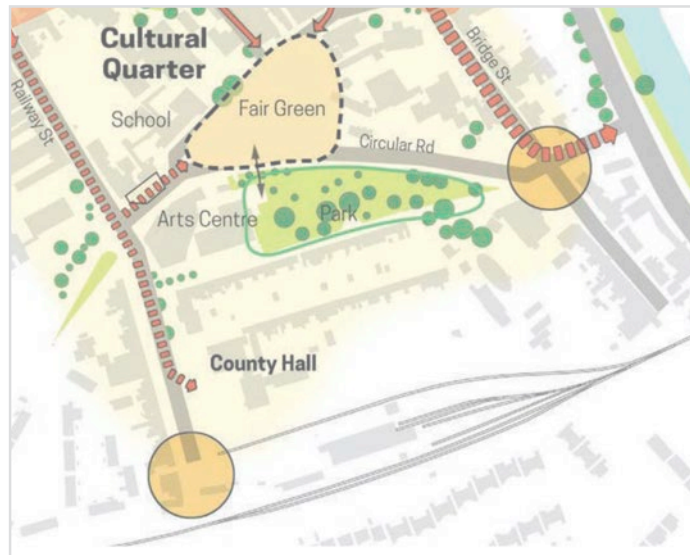 Cultural
Quarter
Bridge St
Railway St
School
Fair Green
Circular Rd
Arts Centre
Park
County Hall